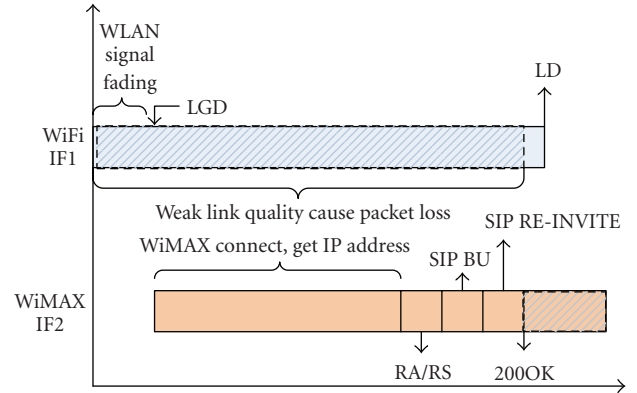 WLAN
signal
fading
LGD
LD
WiFi
IF1
Weak link quality cause packet loss
SIP RE-INVITE
WiMAX connect, get IP address
SIP BU
WiMAX
IF2
RA/RS
200OK